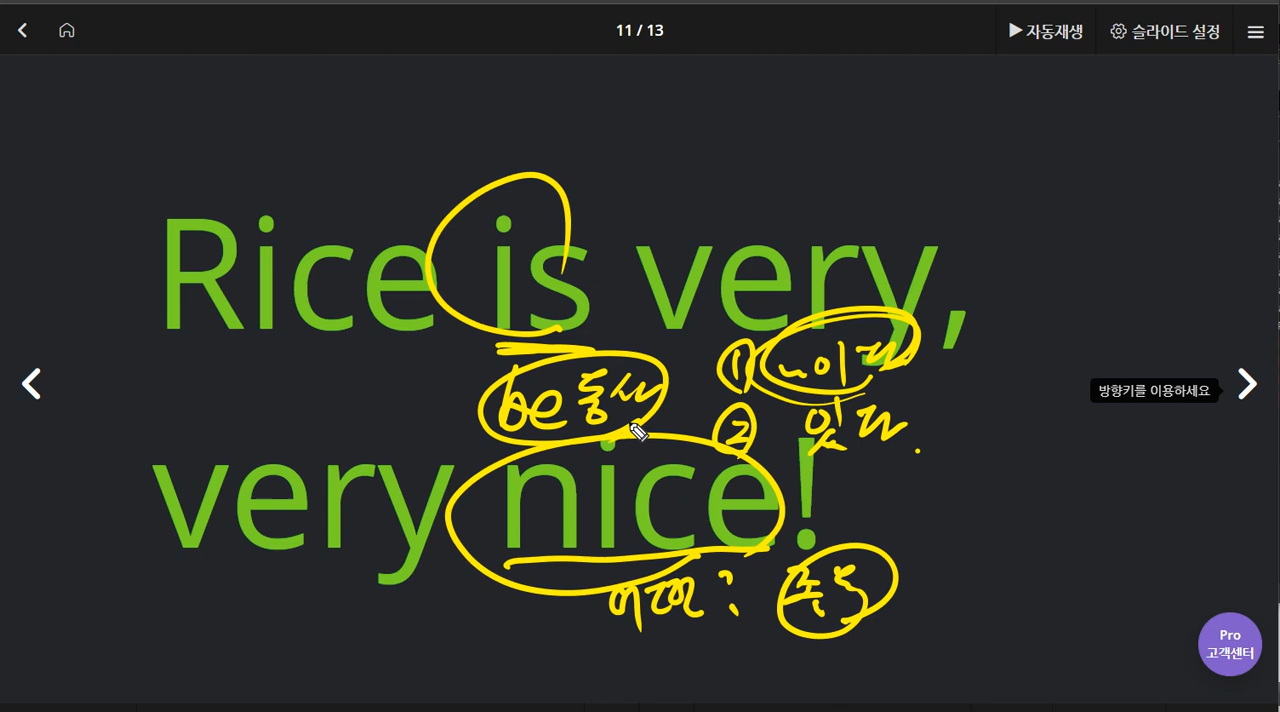 11 / 13
▶ 자동재생
슬라이드 설정
Rice is very,
be동사
① ~이다
② 있다.
방향키를 이용하세요
very nice!
어떤?
좋은
Pro
고객센터